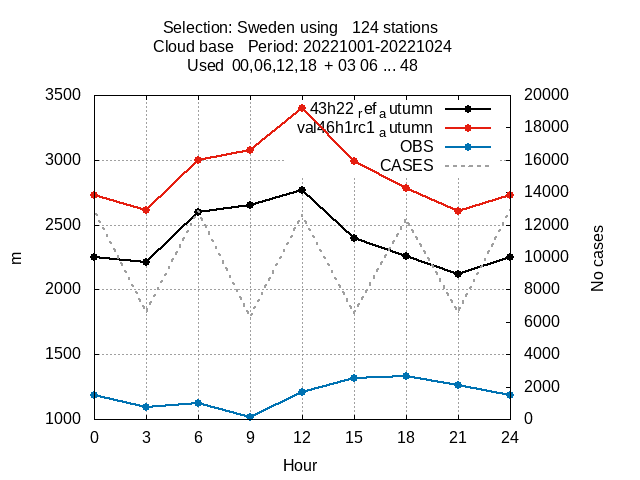 Selection: Sweden using   124 stations
Cloud base   Period: 20221001-20221024
Used  00,06,12,18  + 03 06 ... 48
3500
3000
2500
2000
1500
1000
m
20000
18000
16000
14000
12000
10000
8000
6000
4000
2000
0
No cases
43h22 ref a utumn
val46h1rc1 a utumn
OBS
CASES
0 3 6 9 12 15 18 21 24
Hour